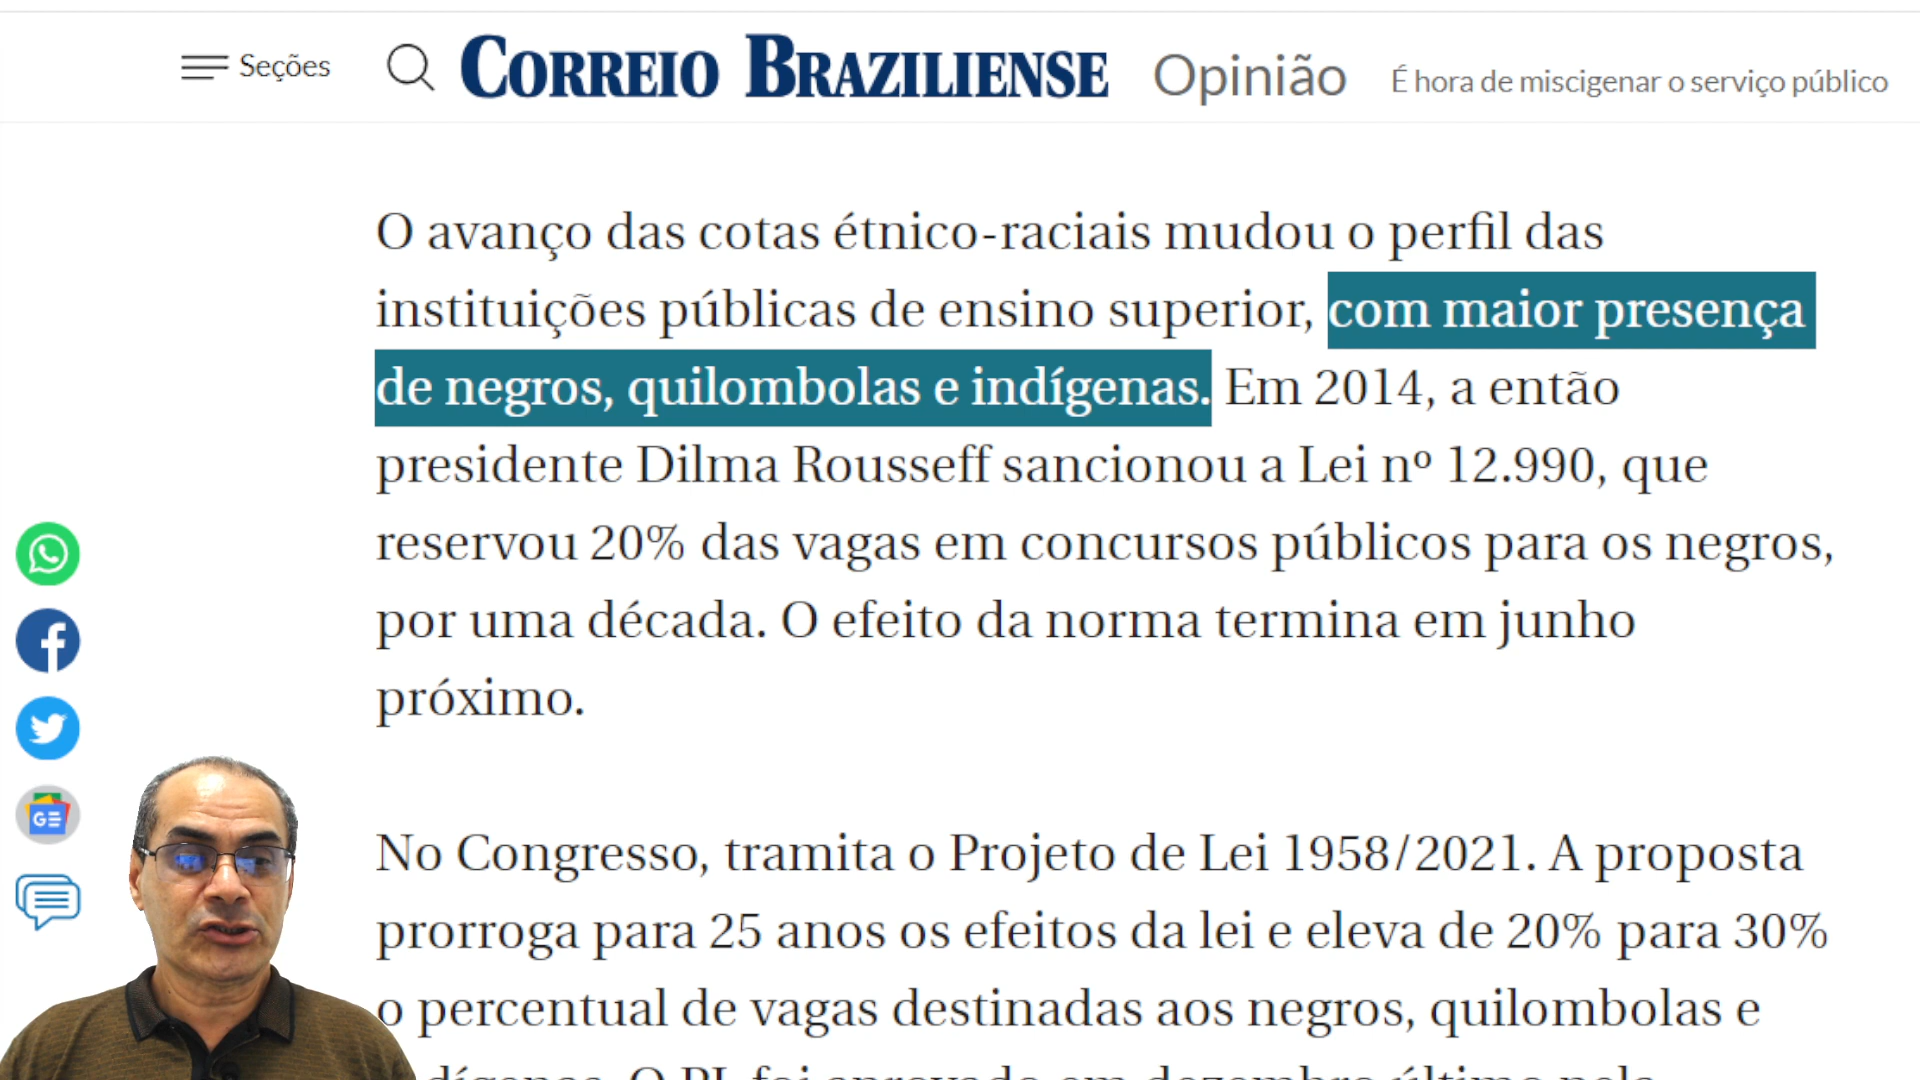 Seções
CORREIO BRAZILIENSE
Opinião
É hora de miscigenar o serviço público
O avanço das cotas étnico-raciais mudou o perfil das
instituições públicas de ensino superior, com maior presença
de negros, quilombolas e indígenas. Em 2014, a então
presidente Dilma Rousseff sancionou a Lei nº 12.990, que
reservou 20% das vagas em concursos públicos para os negros,
por uma década. O efeito da norma termina em junho
próximo.
No Congresso, tramita o Projeto de Lei 1958/2021. A proposta
prorroga para 25 anos os efeitos da lei e eleva de 20% para 30%
o percentual de vagas destinadas aos negros, quilombolas e